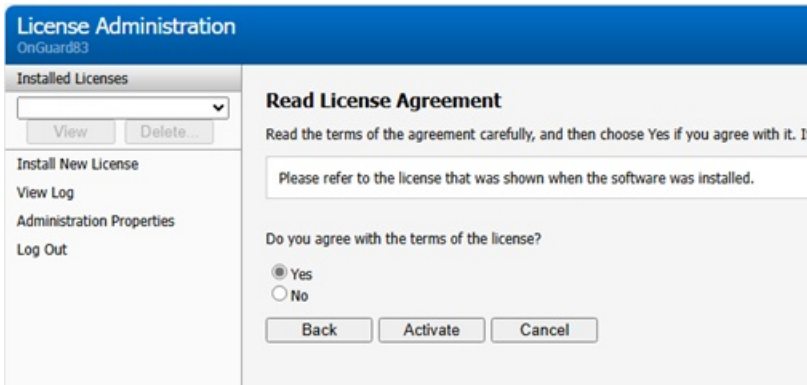 License Administration
OnGuard83
Installed Licenses
View
Delete...
Install New License
View Log
Administration Properties
Log Out
Read License Agreement
Read the terms of the agreement carefully, and then choose Yes if you agree with it.
Please refer to the license that was shown when the software was installed.
Do you agree with the terms of the license?
Yes
No
Back
Activate
Cancel